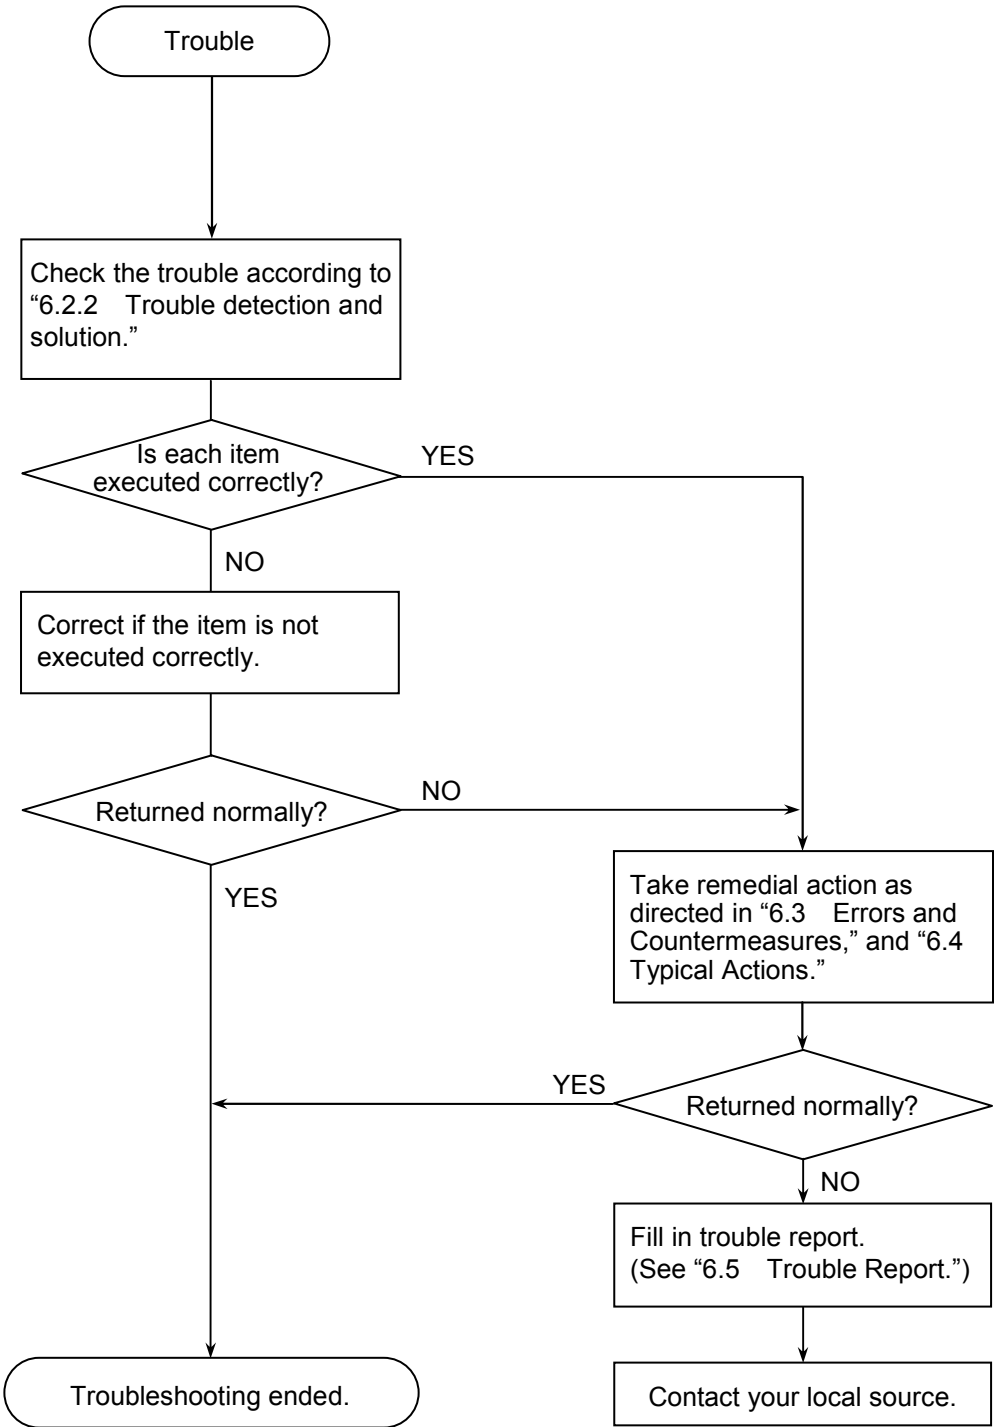 Trouble
Check the trouble according to
“6.2.2 Trouble detection and
solution.”
Is each item
executed correctly?
YES
NO
Correct if the item is not
executed correctly.
Returned normally?
NO
YES
Take remedial action as
directed in “6.3 Errors and
Countermeasures,” and “6.4
Typical Actions.”
Returned normally?
YES
NO
Fill in trouble report.
(See “6.5 Trouble Report.”)
Troubleshooting ended.
Contact your local source.